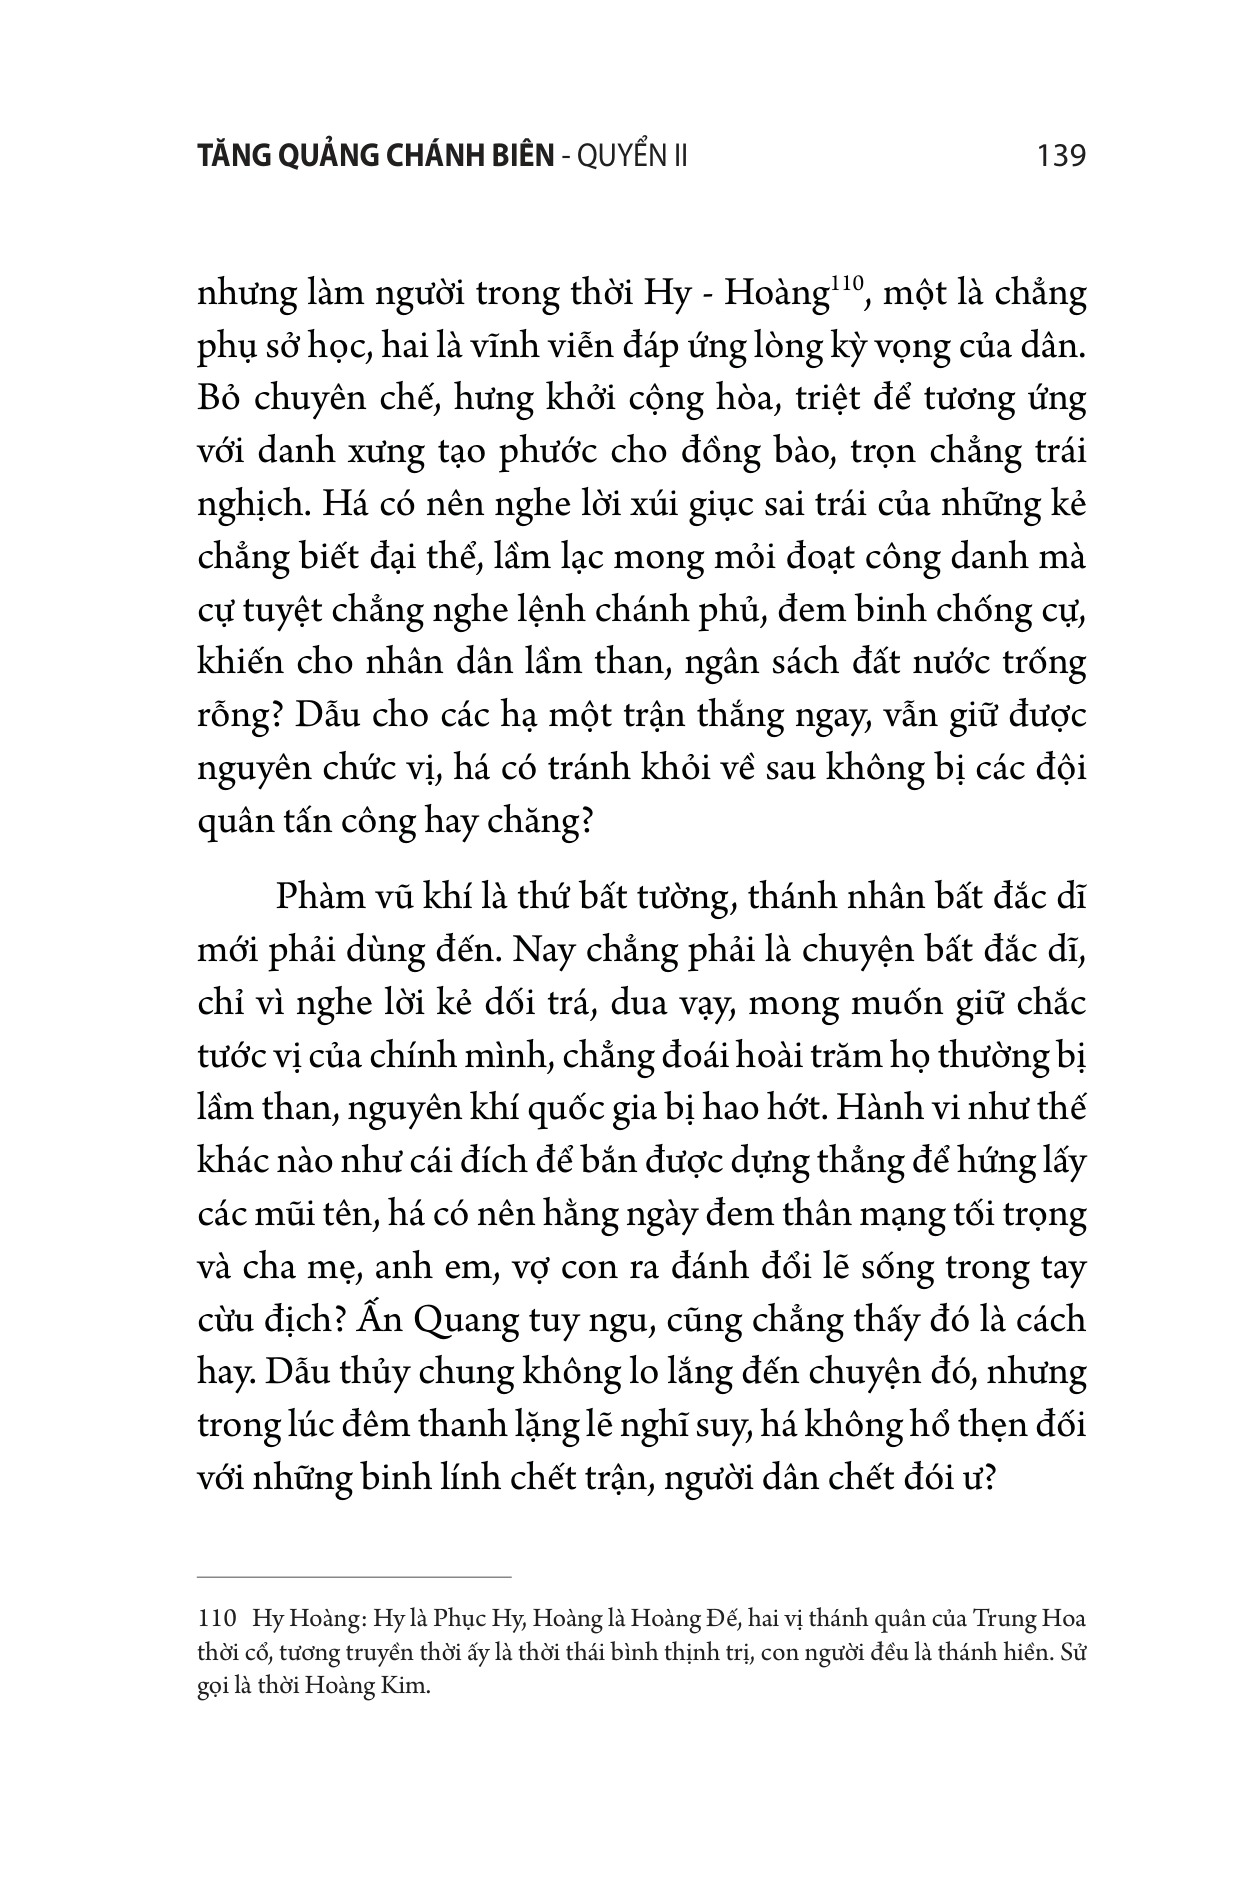 TĂNG QUẢNG CHÁNH BIÊN - QUYỂN II 139
nhưng làm người trong thời Hy - Hoàng110, một là chẳng
phụ sở học, hai là vĩnh viễn đáp ứng lòng kỳ vọng của dân.
Bỏ chuyên chế, hưng khởi cộng hòa, triệt để tương ứng
với danh xưng tạo phước cho đồng bào, trọn chẳng trái
nghịch. Há có nên nghe lời xúi giục sai trái của những kẻ
chẳng biết đại thể, lầm lạc mong mỏi đoạt công danh mà
cự tuyệt chẳng nghe lệnh chánh phủ, đem binh chống cự,
khiến cho nhân dân lầm than, ngân sách đất nước trống
rỗng? Dẫu cho các hạ một trận thắng ngay, vẫn giữ được
nguyên chức vị, há có tránh khỏi về sau không bị các đội
quân tấn công hay chăng?
Phàm vũ khí là thứ bất tường, thánh nhân bất đắc dĩ
mới phải dùng đến. Nay chẳng phải là chuyện bất đắc dĩ,
chỉ vì nghe lời kẻ dối trá, dua vạy, mong muốn giữ chắc
tước vị của chính mình, chẳng đoái hoài trăm họ thường bị
lầm than, nguyên khí quốc gia bị hao hớt. Hành vi như thế
khác nào như cái đích để bắn được dựng thẳng để hứng lấy
các mũi tên, há có nên hằng ngày đem thân mạng tối trọng
và cha mẹ, anh em, vợ con ra đánh đổi lẽ sống trong tay
cừu địch? Ấn Quang tuy ngu, cũng chẳng thấy đó là cách
hay. Dẫu thủy chung không lo lắng đến chuyện đó, nhưng
trong lúc đêm thanh lặng lẽ nghĩ suy, há không hổ thẹn đối
với những binh lính chết trận, người dân chết đói ư?
110 Hy Hoàng: Hy là Phục Hy, Hoàng là Hoàng Đế, hai vị thánh quân của Trung Hoa
thời cổ, tương truyền thời ấy là thời thái bình thịnh trị, con người đều là thánh hiền. Sử
gọi là thời Hoàng Kim.